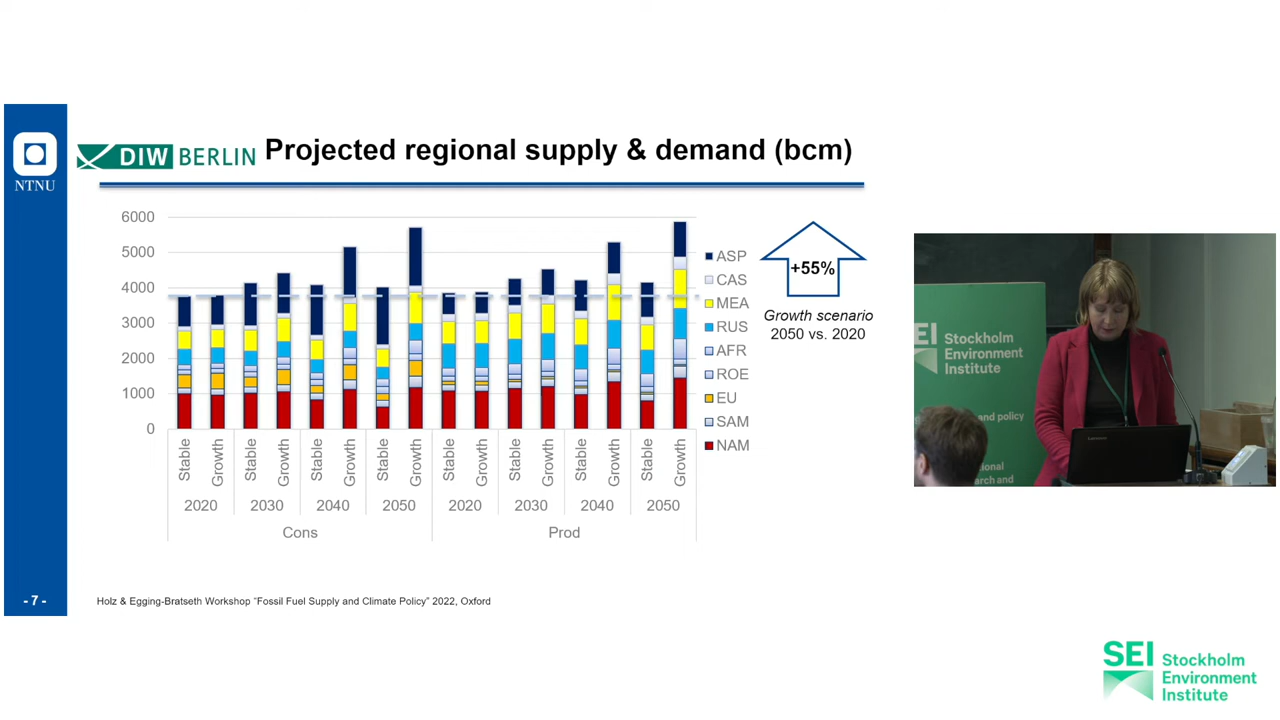 NTNU
DIW BERLIN
Projected regional supply & demand (bcm)
6000
5000
4000
3000
2000
1000
0
Stable
Growth
Stable
Growth
Stable
Growth
Stable
Growth
Stable
Growth
Stable
Growth
Stable
Growth
Stable
Growth
2020
2030
2040
2050
2020
2030
2040
2050
Cons
Prod
ASP
CAS
MEA
RUS
AFR
ROE
EU
SAM
NAM
+55%
Growth scenario
2050 vs. 2020
- 7 -
Holz & Egging-Bratseth Workshop "Fossil Fuel Supply and Climate Policy" 2022, Oxford
EI
Stockholm
Environment
Institute
and policy
search and
Lenovo
SEI
Stockholm
Environment
Institute